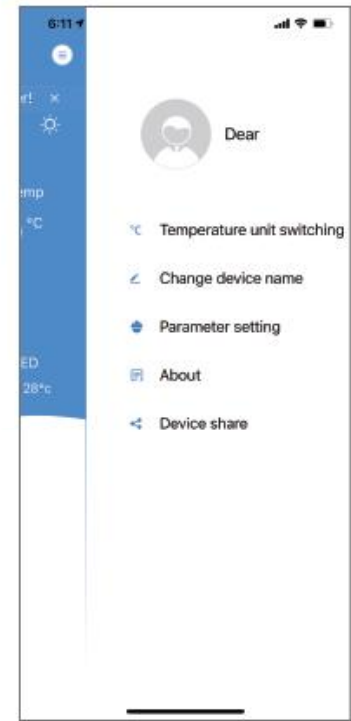 6:11
r! ×
emp
°C
ED
28°c
Dear
°C Temperature unit switching
Change device name
Parameter setting
About
Device share